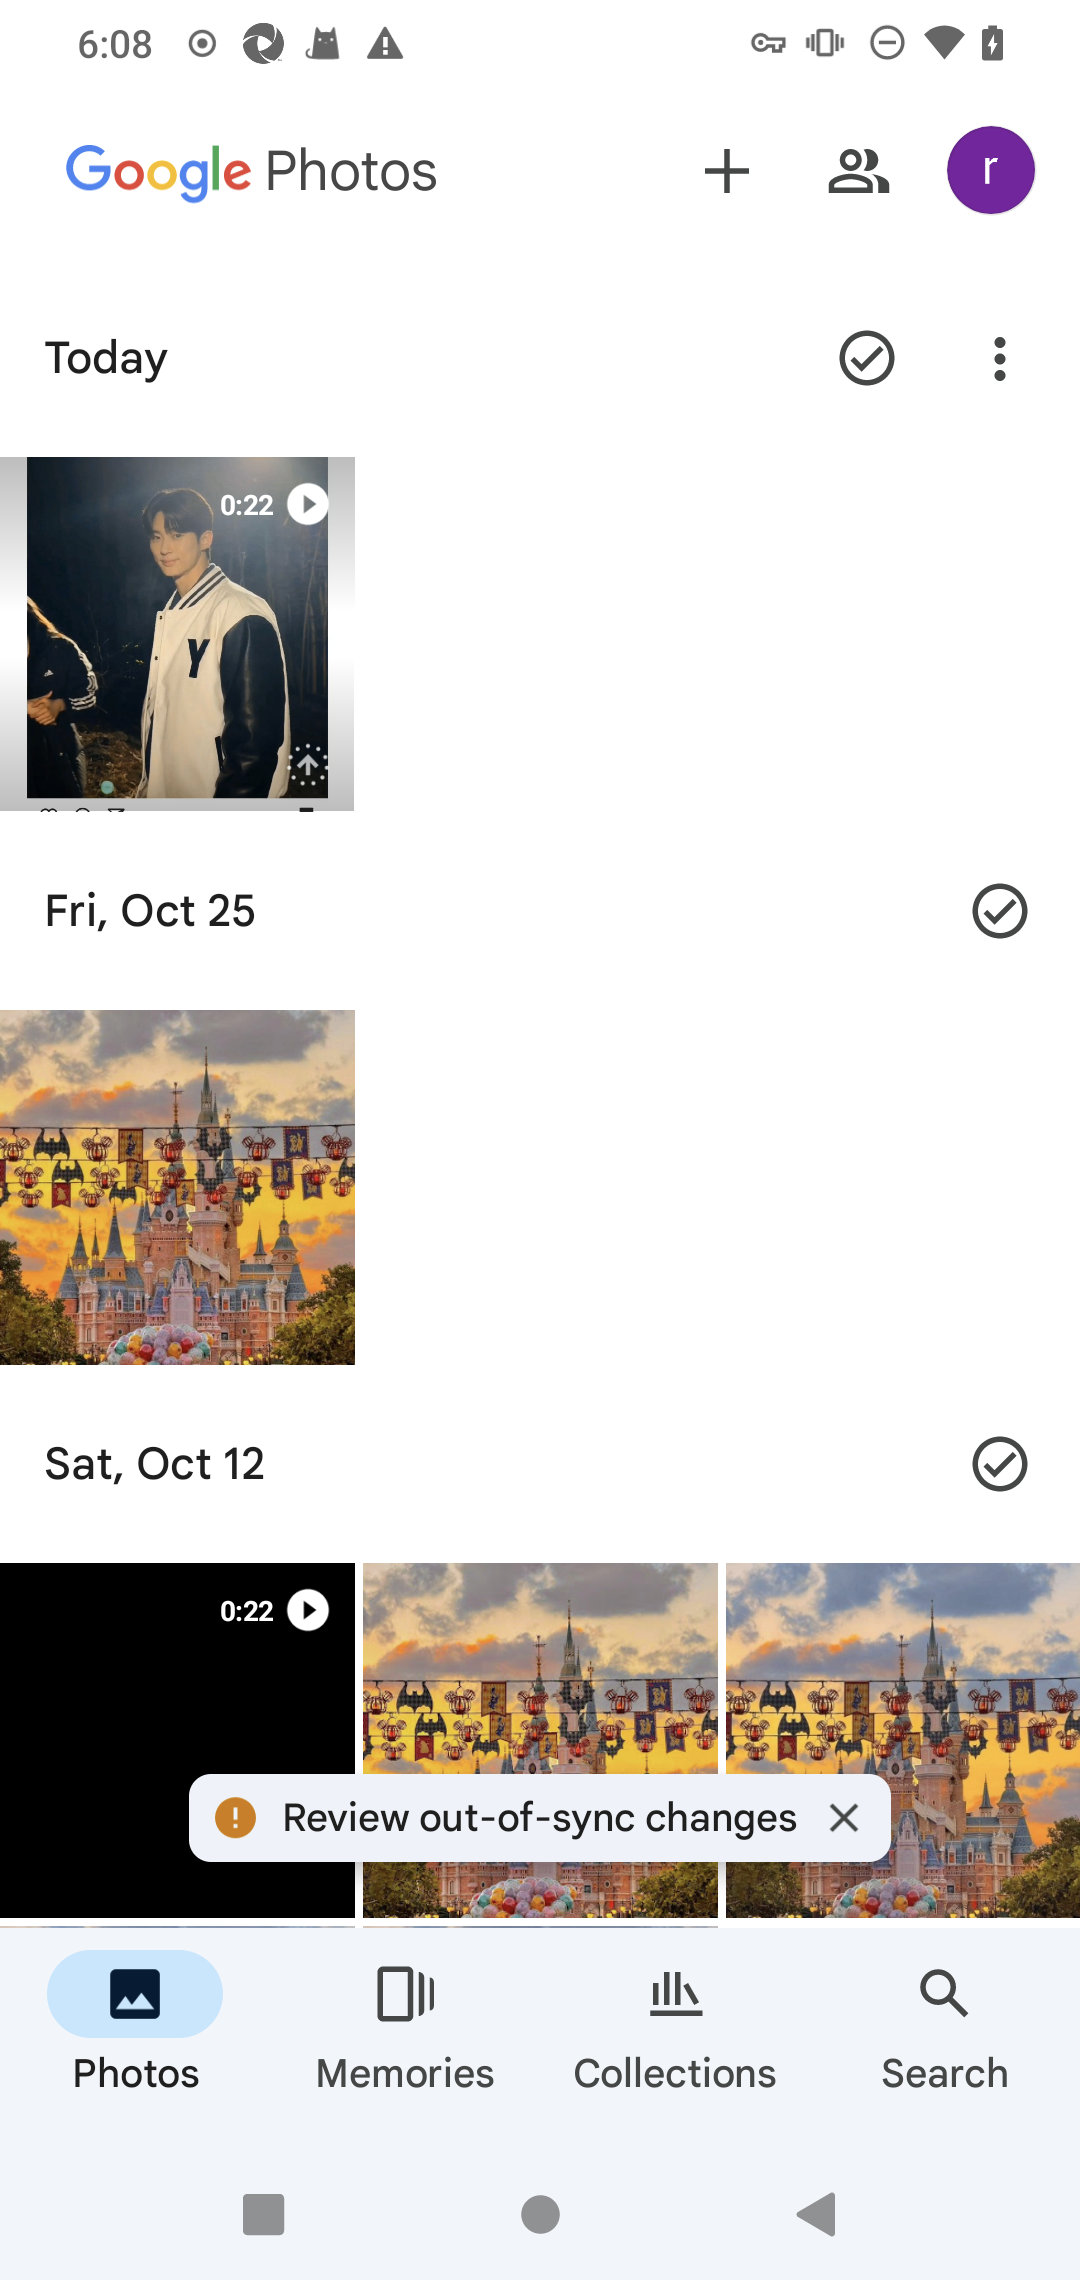 6:08
Google Photos
r
Today
0:22
Y
Fri, Oct 25
Sat, Oct 12
0:22
Review out-of-sync changes
Photos
Memories
Collections
Search